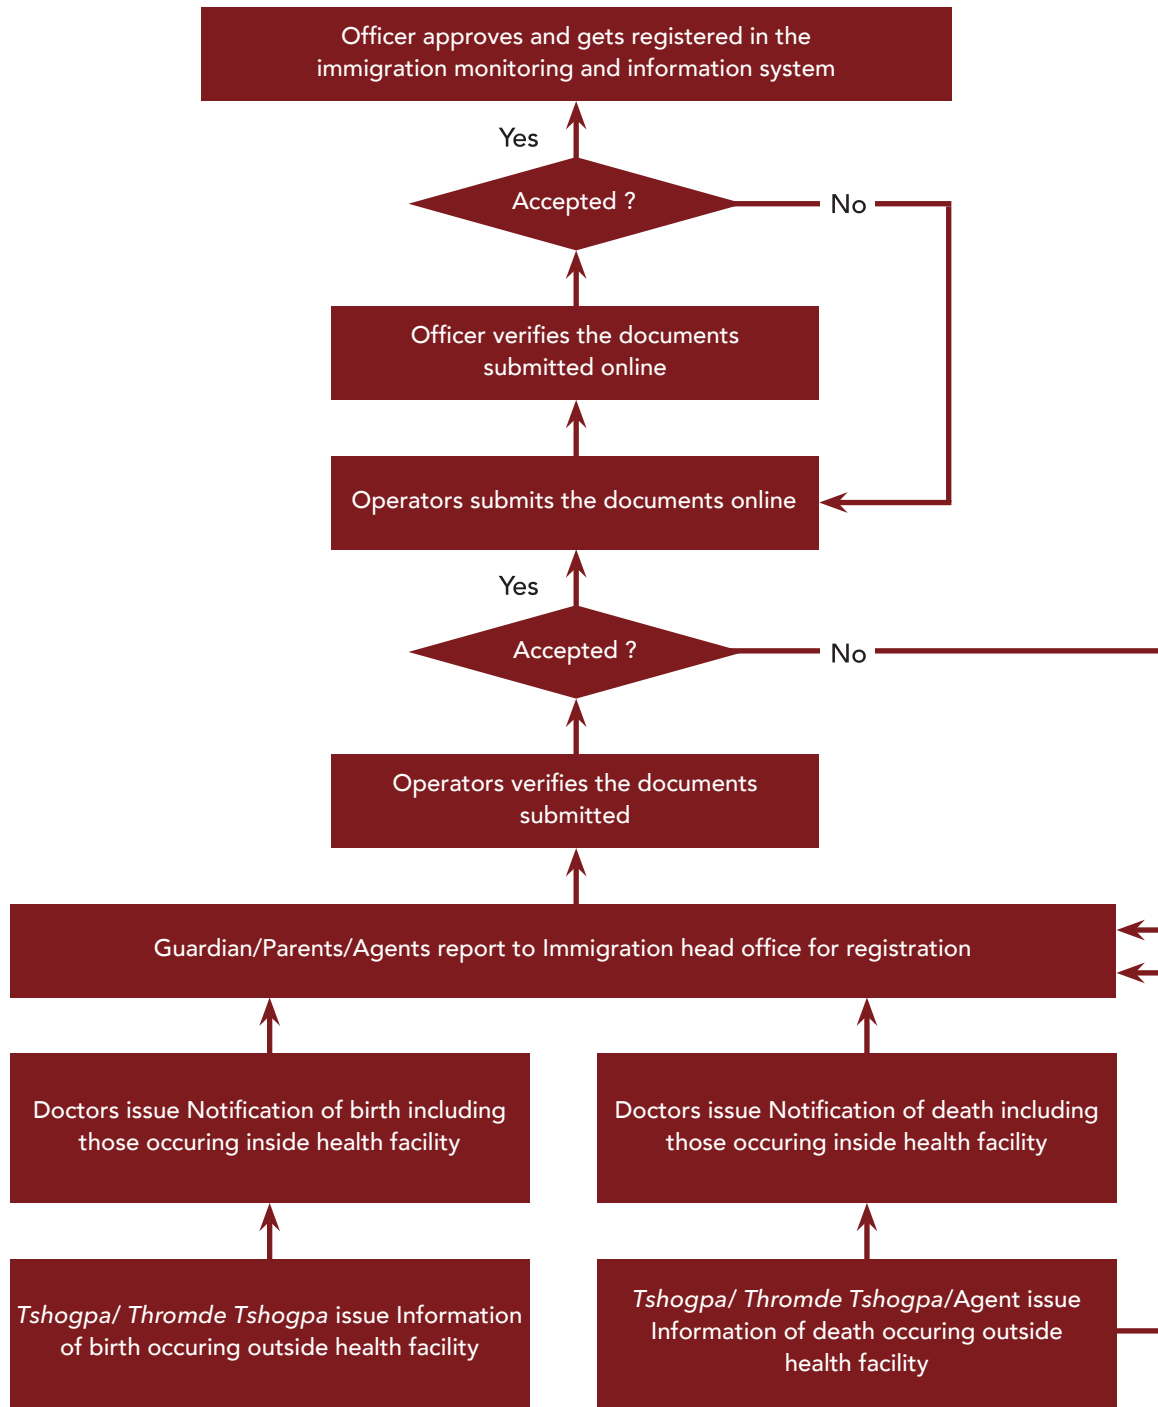 Officer approves and gets registered in the
immigration monitoring and information system
Yes
Accepted ?
No
Officer verifies the documents
submitted online
Operators submits the documents online
Yes
Accepted ?
No
Operators verifies the documents
submitted
Guardian/Parents/Agents report to Immigration head office for registration
Doctors issue Notification of birth including
those occuring inside health facility
Doctors issue Notification of death including
those occuring inside health facility
Tshogpa/ Thromde Tshogpa issue Information
of birth occuring outside health facility
Tshogpa/ Thromde Tshogpa/Agent issue
Information of death occuring outside
health facility